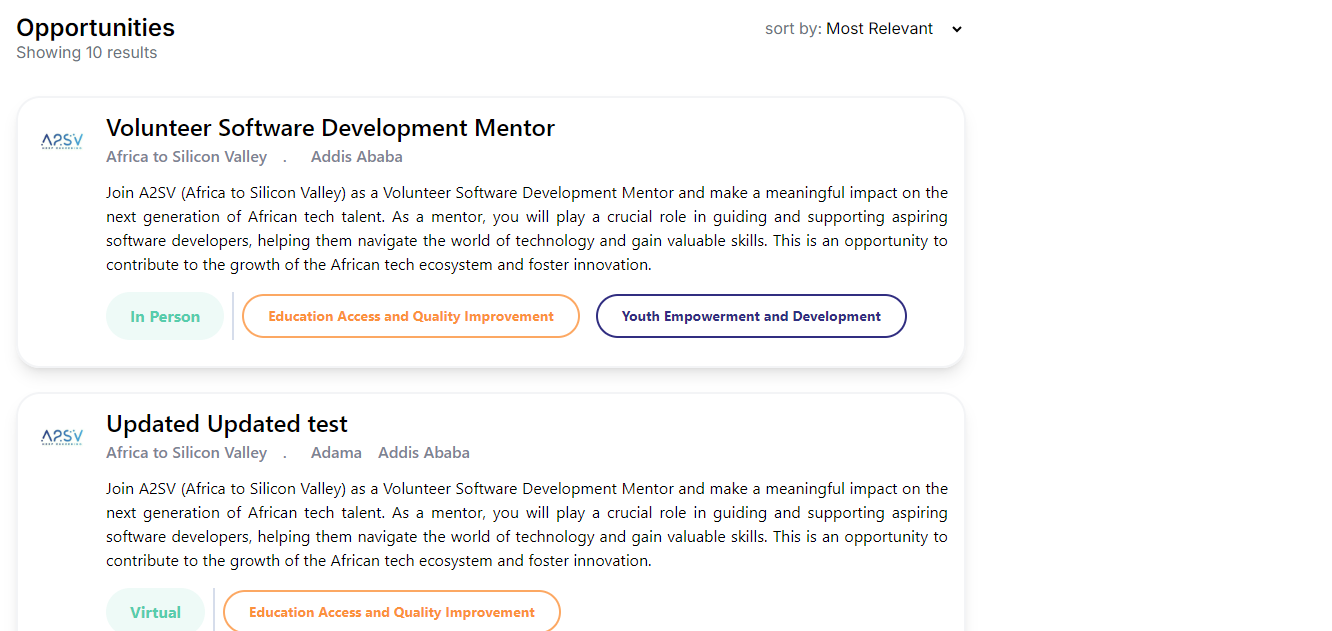 Opportunities
sort by: Most Relevant
Showing 10 results
A2SV
Volunteer Software Development Mentor
Africa to Silicon Valley . Addis Ababa
Join A2SV (Africa to Silicon Valley) as a Volunteer Software Development Mentor and make a meaningful impact on the
next generation of African tech talent. As a mentor, you will play a crucial role in guiding and supporting aspiring
software developers, helping them navigate the world of technology and gain valuable skills. This is an opportunity to
contribute to the growth of the African tech ecosystem and foster innovation.
In Person
Education Access and Quality Improvement
Youth Empowerment and Development
A2SV
Updated Updated test
Africa to Silicon Valley . Adama Addis Ababa
Join A2SV (Africa to Silicon Valley) as a Volunteer Software Development Mentor and make a meaningful impact on the
next generation of African tech talent. As a mentor, you will play a crucial role in guiding and supporting aspiring
software developers, helping them navigate the world of technology and gain valuable skills. This is an opportunity to
contribute to the growth of the African tech ecosystem and foster innovation.
Virtual
Education Access and Quality Improvement